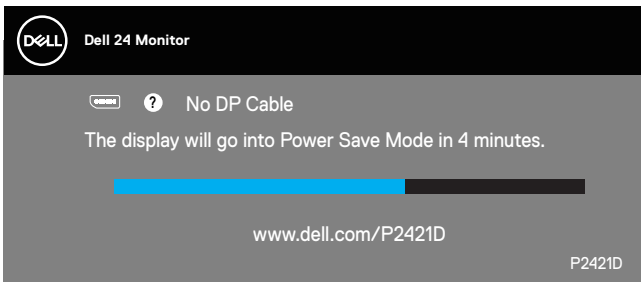 DELL
Dell 24 Monitor
? No DP Cable
The display will go into Power Save Mode in 4 minutes.
www.dell.com/P2421D
P2421D